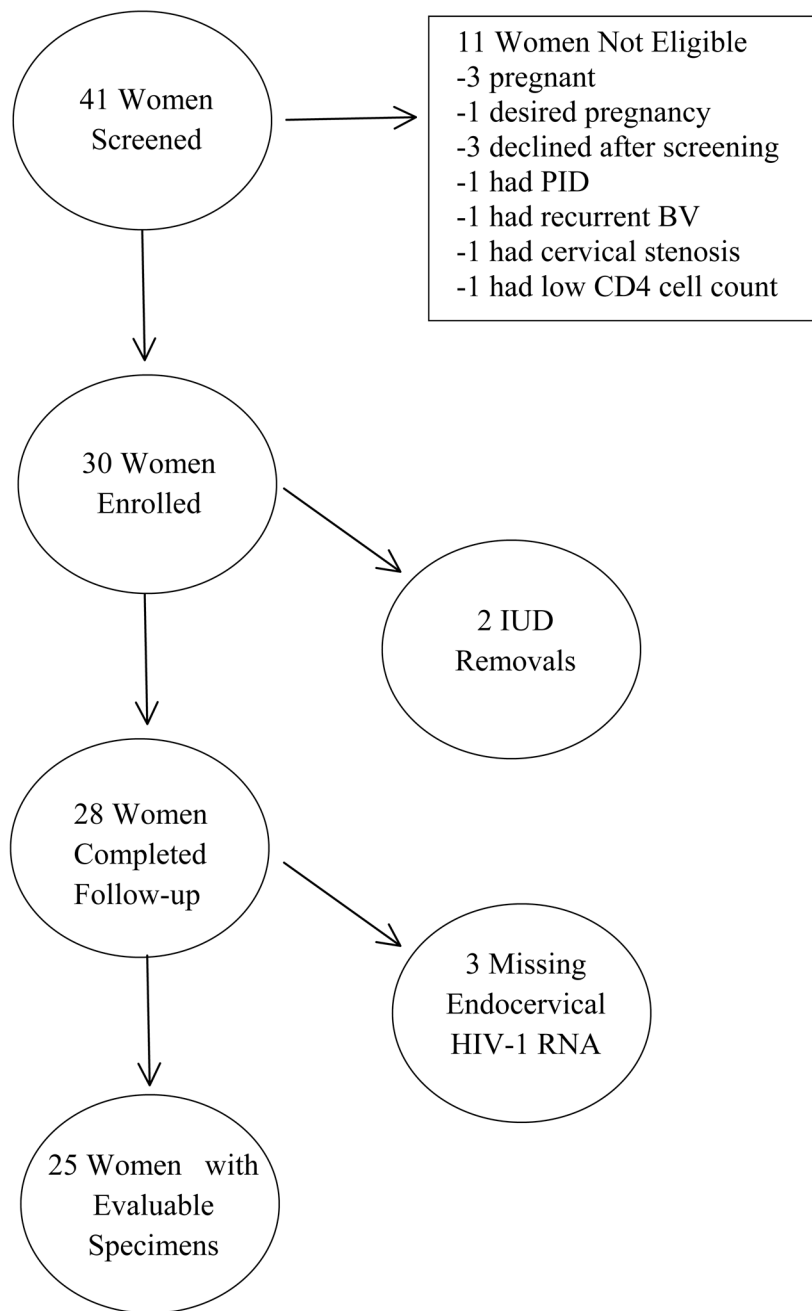 41 Women
Screened
11 Women Not Eligible
-3 pregnant
-1 desired pregnancy
-3 declined after screening
-1 had PID
-1 had recurrent BV
-1 had cervical stenosis
-1 had low CD4 cell count
30 Women
Enrolled
2 IUD
Removals
28 Women
Completed
Follow-up
3 Missing
Endocervical
HIV-1 RNA
25 Women with
Evaluable
Specimens